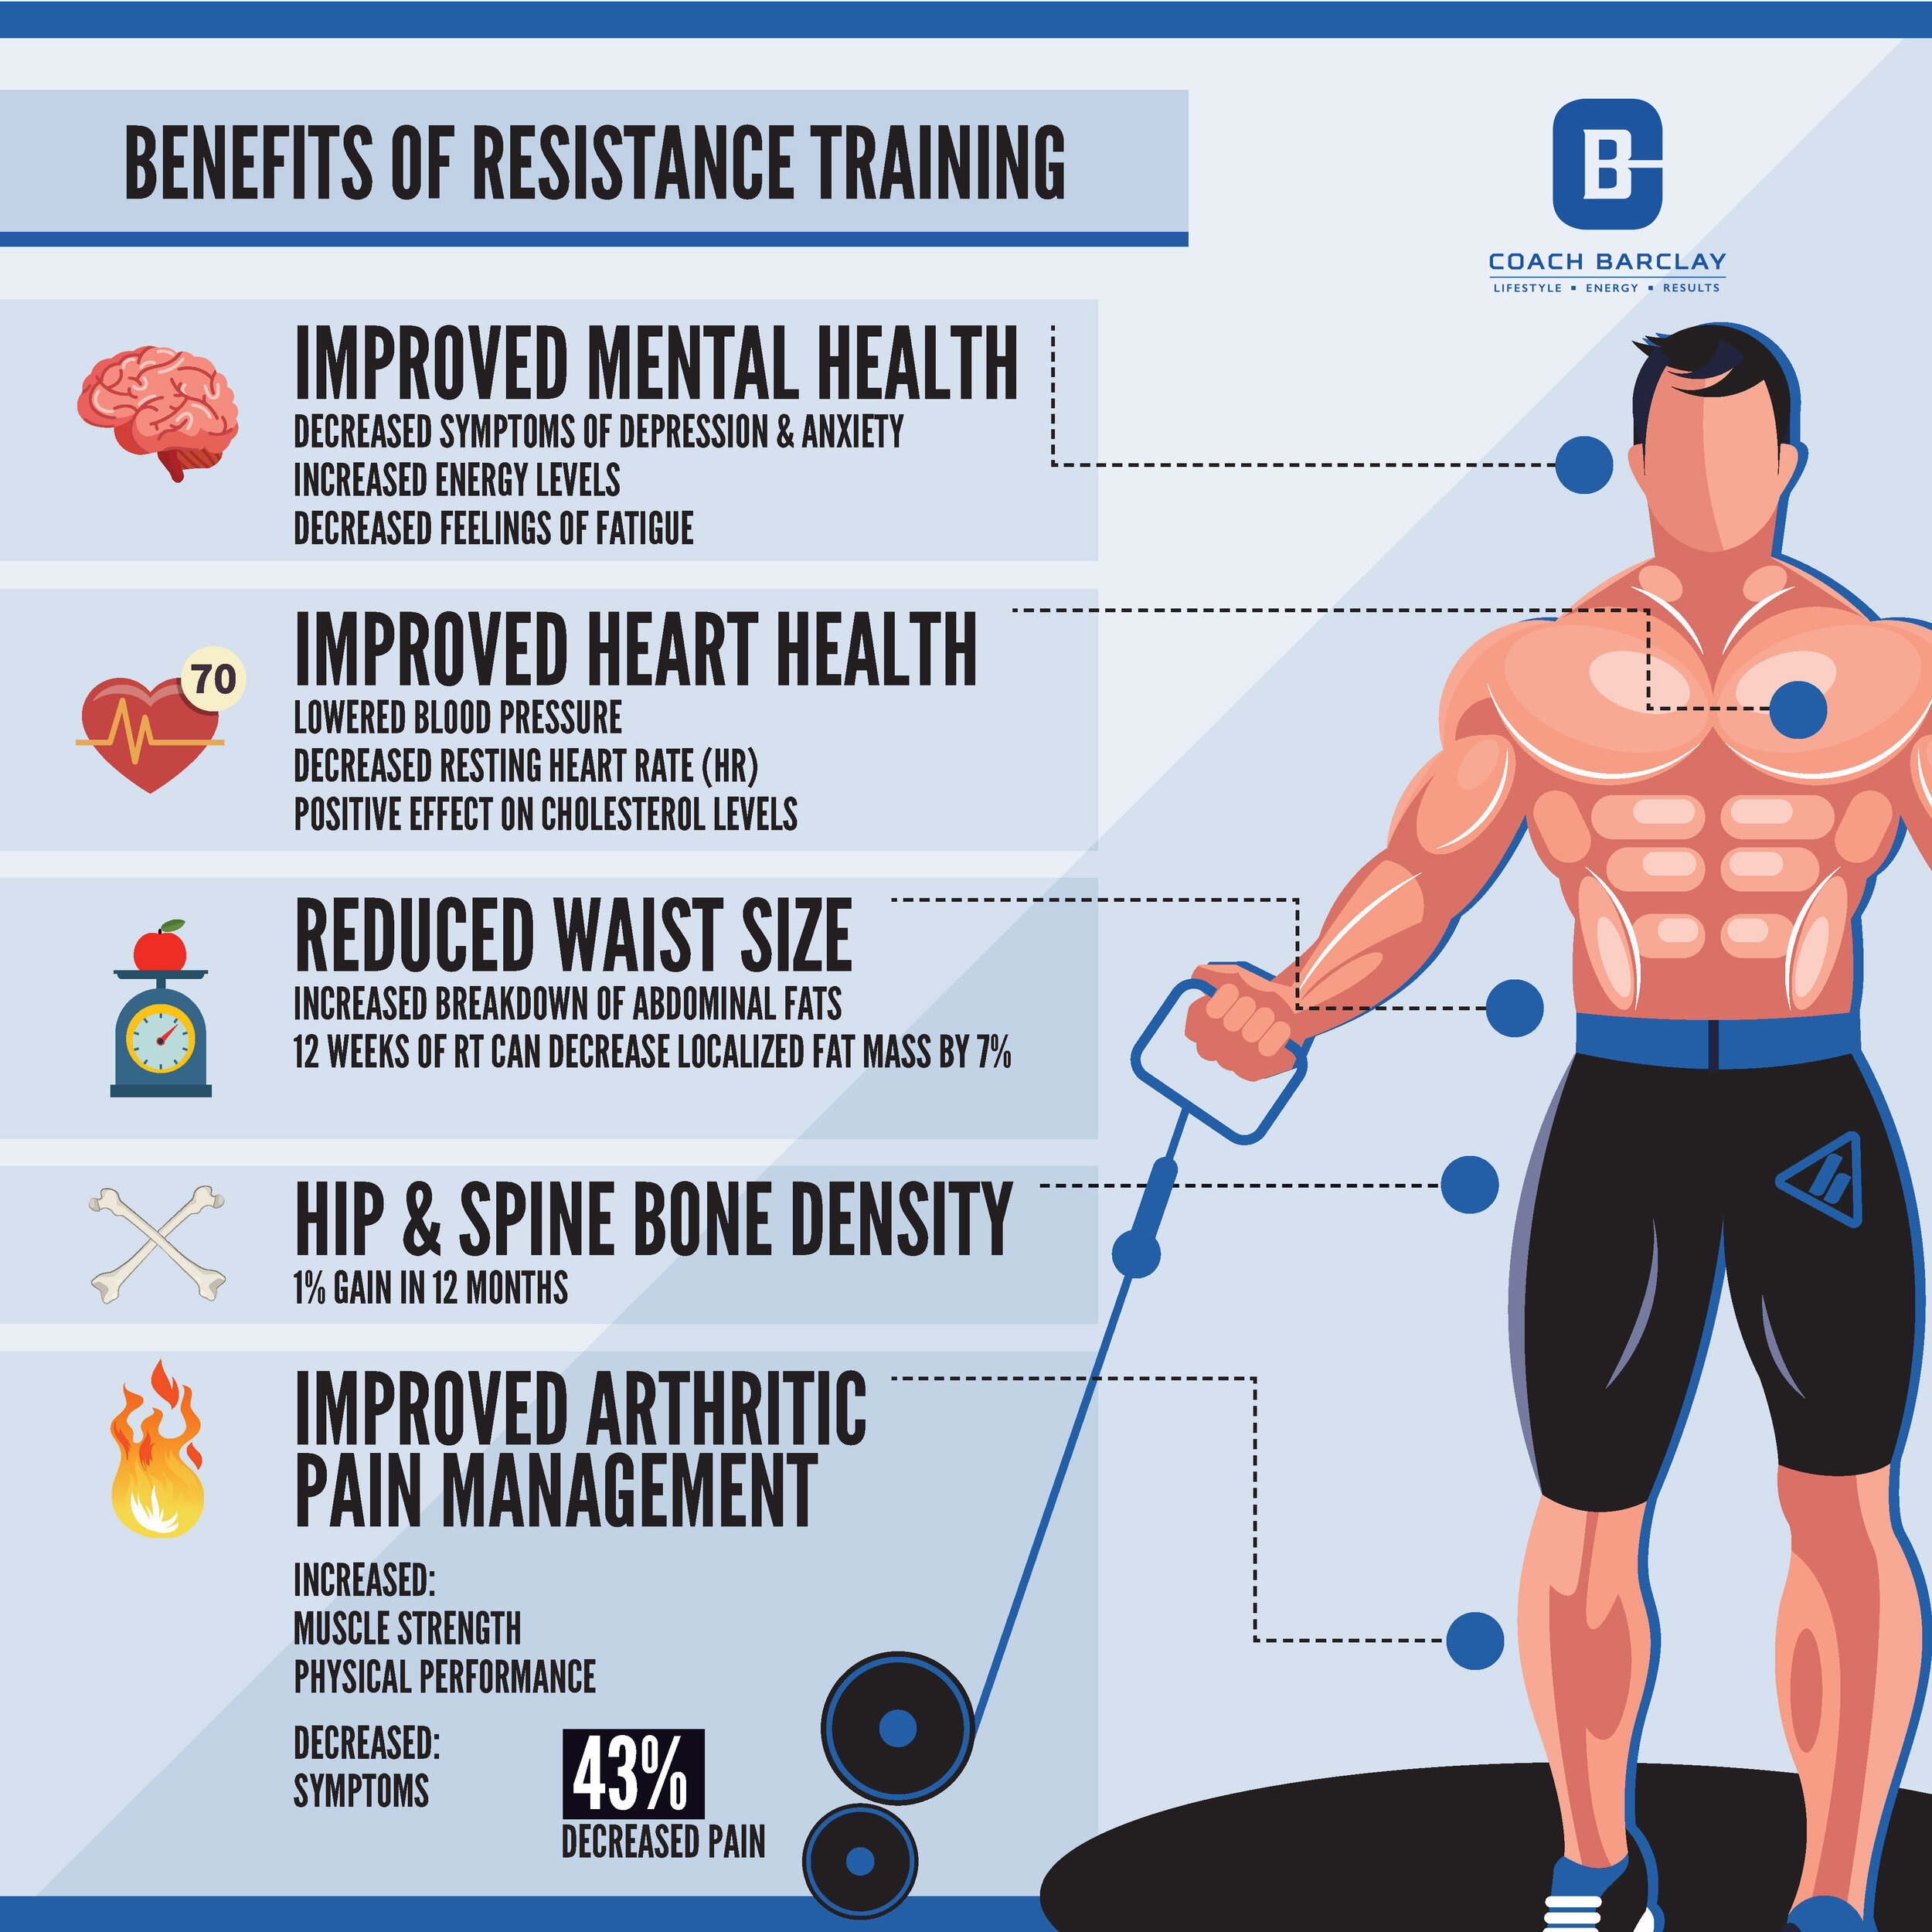 BENEFITS OF RESISTANCE TRAINING
B
COACH BARCLAY
LIFESTYLE ▪ ENERGY ▪ RESULTS
IMPROVED MENTAL HEALTH
DECREASED SYMPTOMS OF DEPRESSION & ANXIETY
INCREASED ENERGY LEVELS
DECREASED FEELINGS OF FATIGUE
70
IMPROVED HEART HEALTH
LOWERED BLOOD PRESSURE
DECREASED RESTING HEART RATE (HR)
POSITIVE EFFECT ON CHOLESTEROL LEVELS
REDUCED WAIST SIZE
INCREASED BREAKDOWN OF ABDOMINAL FATS
12 WEEKS OF RT CAN DECREASE LOCALIZED FAT MASS BY 7%
HIP & SPINE BONE DENSITY
1% GAIN IN 12 MONTHS
IMPROVED ARTHRITIC
PAIN MANAGEMENT
INCREASED:
MUSCLE STRENGTH
PHYSICAL PERFORMANCE
DECREASED:
SYMPTOMS
43%
DECREASED PAIN